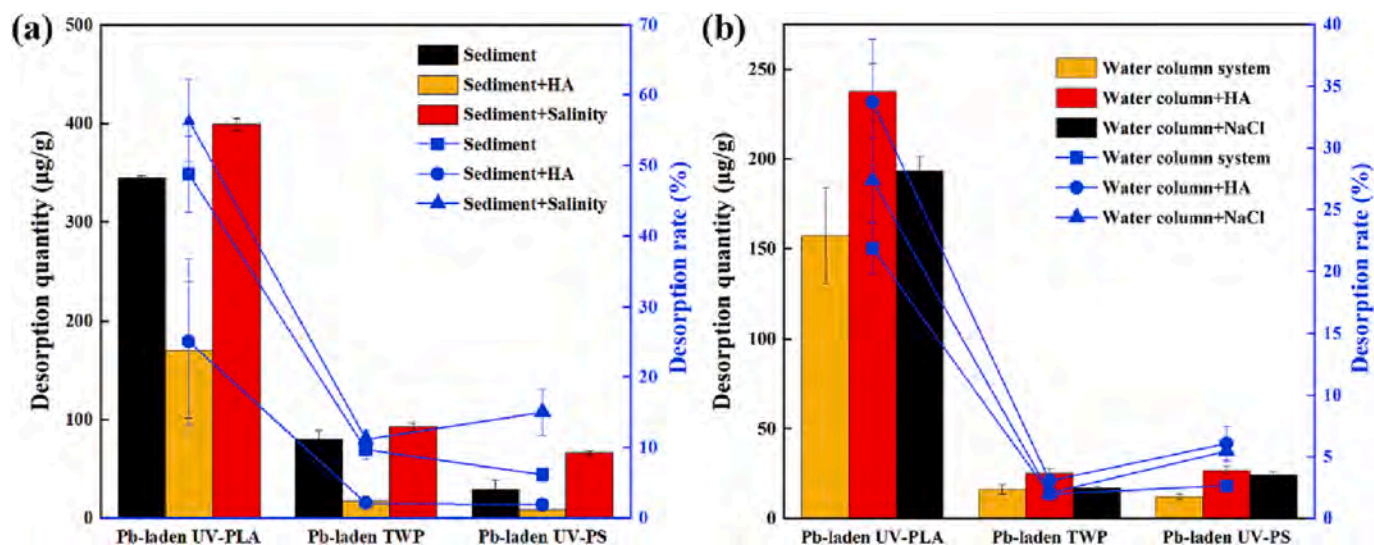 (a)
500
400
300
200
100
0
Desorption quantity (µg/g)
Sediment
Sediment+HA
Sediment+Salinity
Sediment
Sediment+HA
Sediment+Salinity
70
60
50
40
30
20
10
0
Desorption rate (%)
Pb-laden UV-PLA
Pb-laden TWP
Pb-laden UV-PS
(b)
250
200
150
100
50
0
Desorption quantity (µg/g)
Water column system
Water column+HA
Water column+NaCl
Water column system
Water column+HA
Water column+NaCl
40
35
30
25
20
15
10
5
0
Desorption rate (%)
Pb-laden UV-PLA
Pb-laden TWP
Pb-laden UV-PS